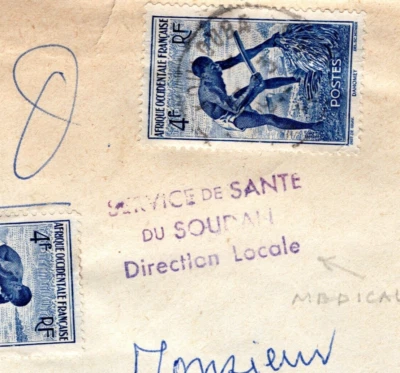 AFRIQUE OCCIDENTALE FRANÇAISE
RF
4F
POSTES
DAHOMEY
SERVICE DE SANTE
DU SOUDAN
Direction Locale
AFRIQUE OCCIDENTALE FRANÇAISE
4F
RF
MEDICAL
Monsieur